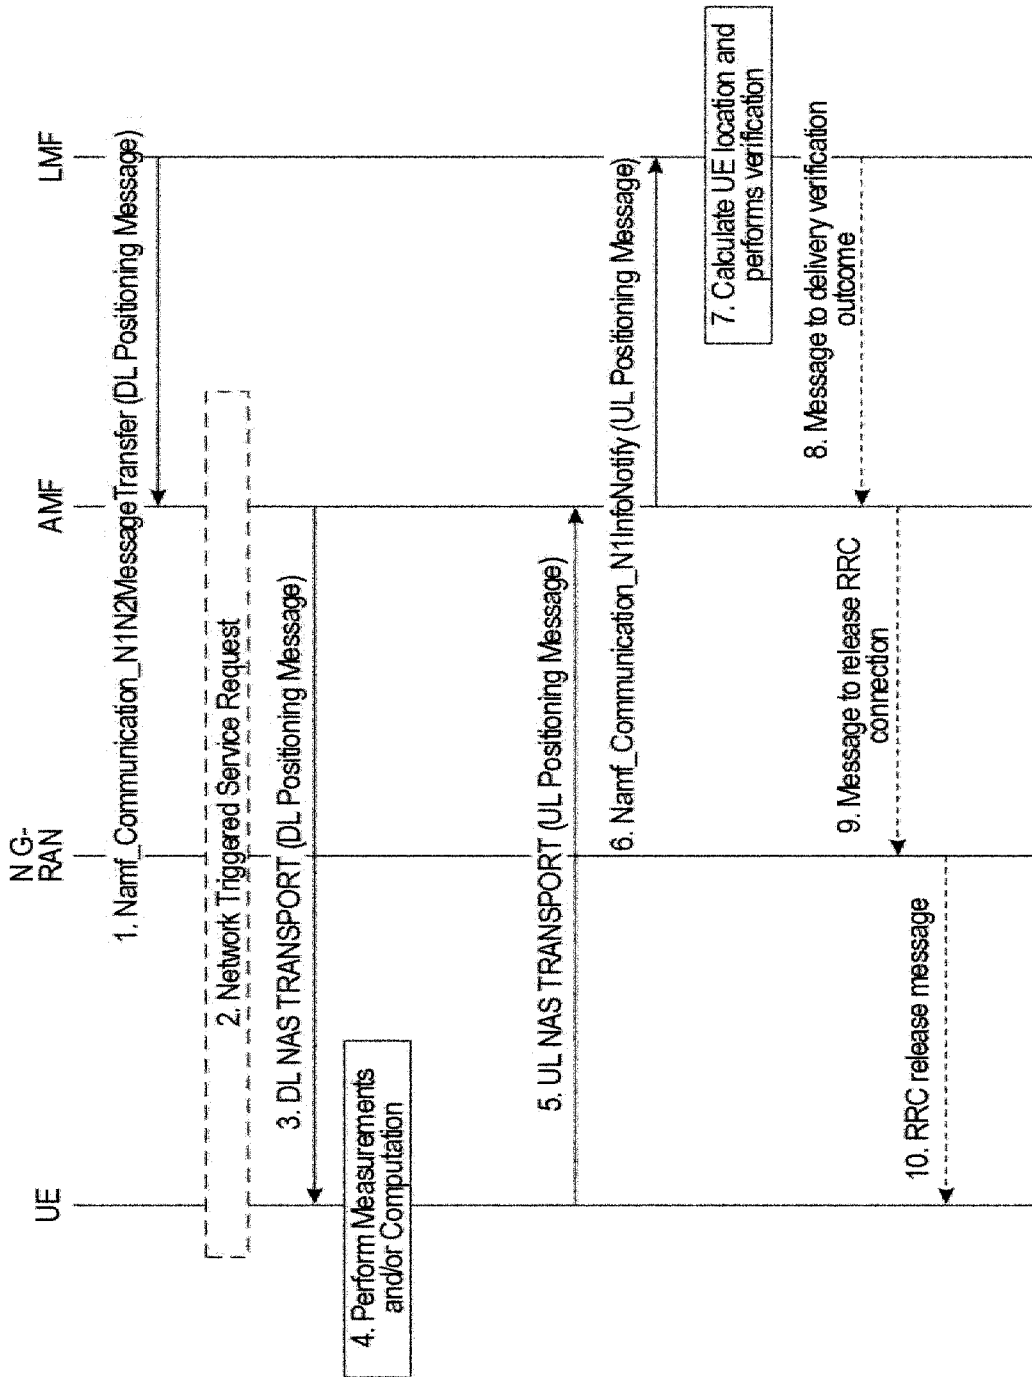 UE
N G-
RAN
AMF
LMF
1. Namf_Communication_N1N2MessageTransfer (DL Positioning Message)
2. Network Triggered Service Request
3. DL NAS TRANSPORT (DL Positioning Message)
4. Perform Measurements
and/or Computation
5. UL NAS TRANSPORT (UL Positioning Message)
6. Namf_Communication_N1InfoNotify (UL Positioning Message)
7. Calculate UE location and
performs verification
8. Message to delivery verification
outcome
9. Message to release RRC
connection
10. RRC release message